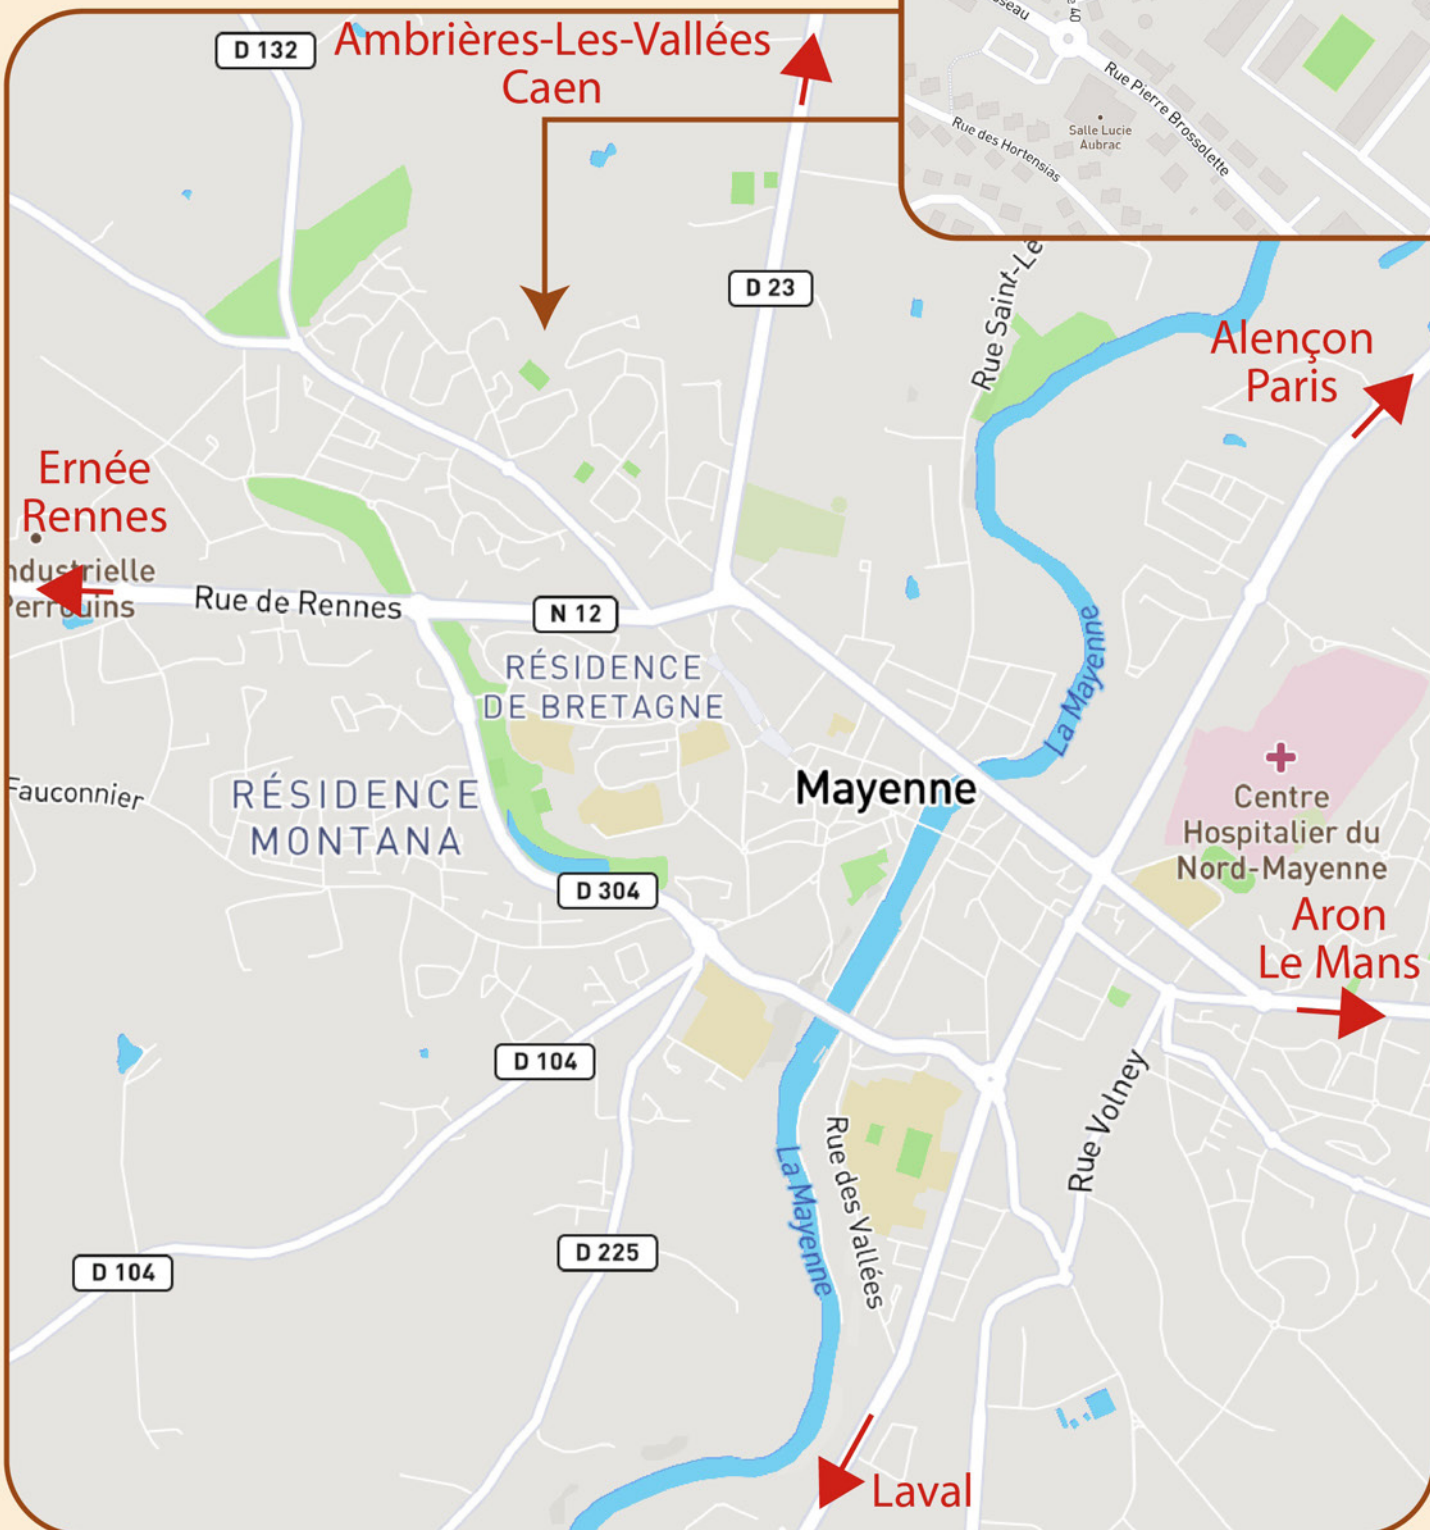 D 132
Ambrières-Les-Vallées
Caen
Rue Pierre Brossolette
Salle Lucie
Aubrac
Rue des Hortensias
D 23
Rue Saint-Lé
Alençon
Paris
Ernée
Rennes
ndustrielle
Perrouins
Rue de Rennes
N 12
RÉSIDENCE
DE BRETAGNE
La Mayenne
Fauconnier
RÉSIDENCE
MONTANA
Mayenne
Centre
Hospitalier du
Nord-Mayenne
D 304
Aron
Le Mans
D 104
Rue Volney
La Mayenne
Rue des Vallées
D 225
D 104
Laval